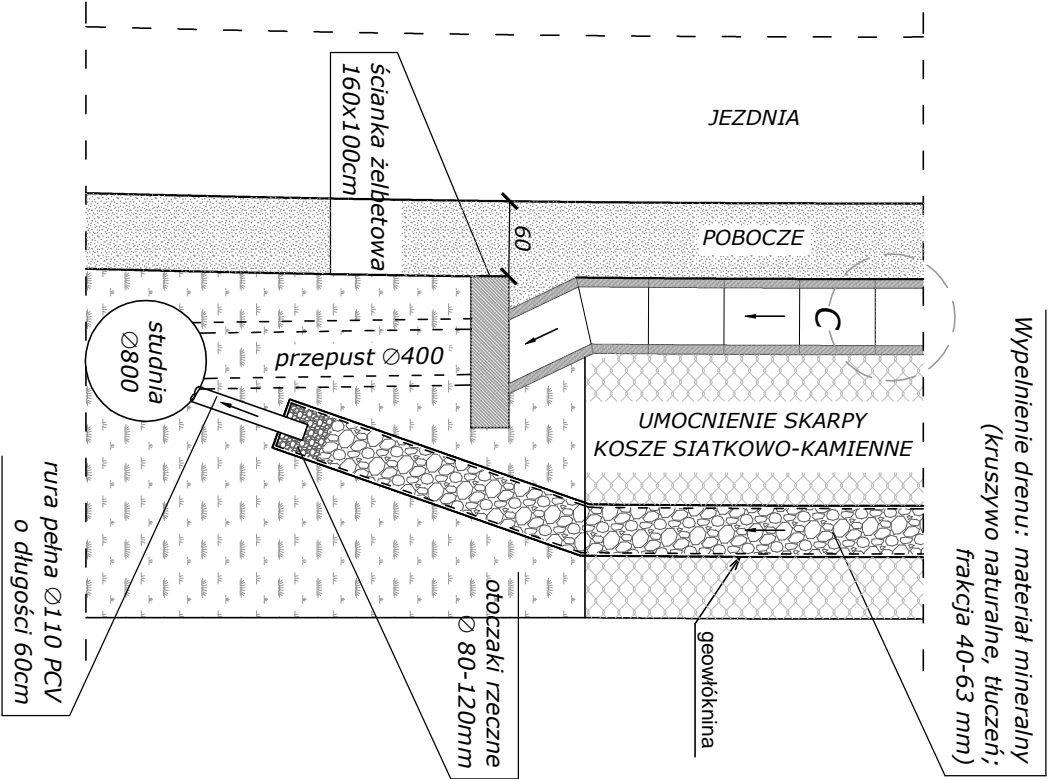 JEZDNIA
ścianka żelbetowa
160x100cm
60
POBOCZE
C
Wypełnienie drenu: materiał mineralny
(kruszywo naturalne, tłuczeń;
frakcja 40-63 mm)
studnia
∅800
przepust ∅400
UMOCNIENIE SKARPY
KOSZE SIATKOWO-KAMIENNE
rura pełna ∅110 PCV
o długości 60cm
otoczaki rzeczne
∅ 80-120mm
geowłóknina